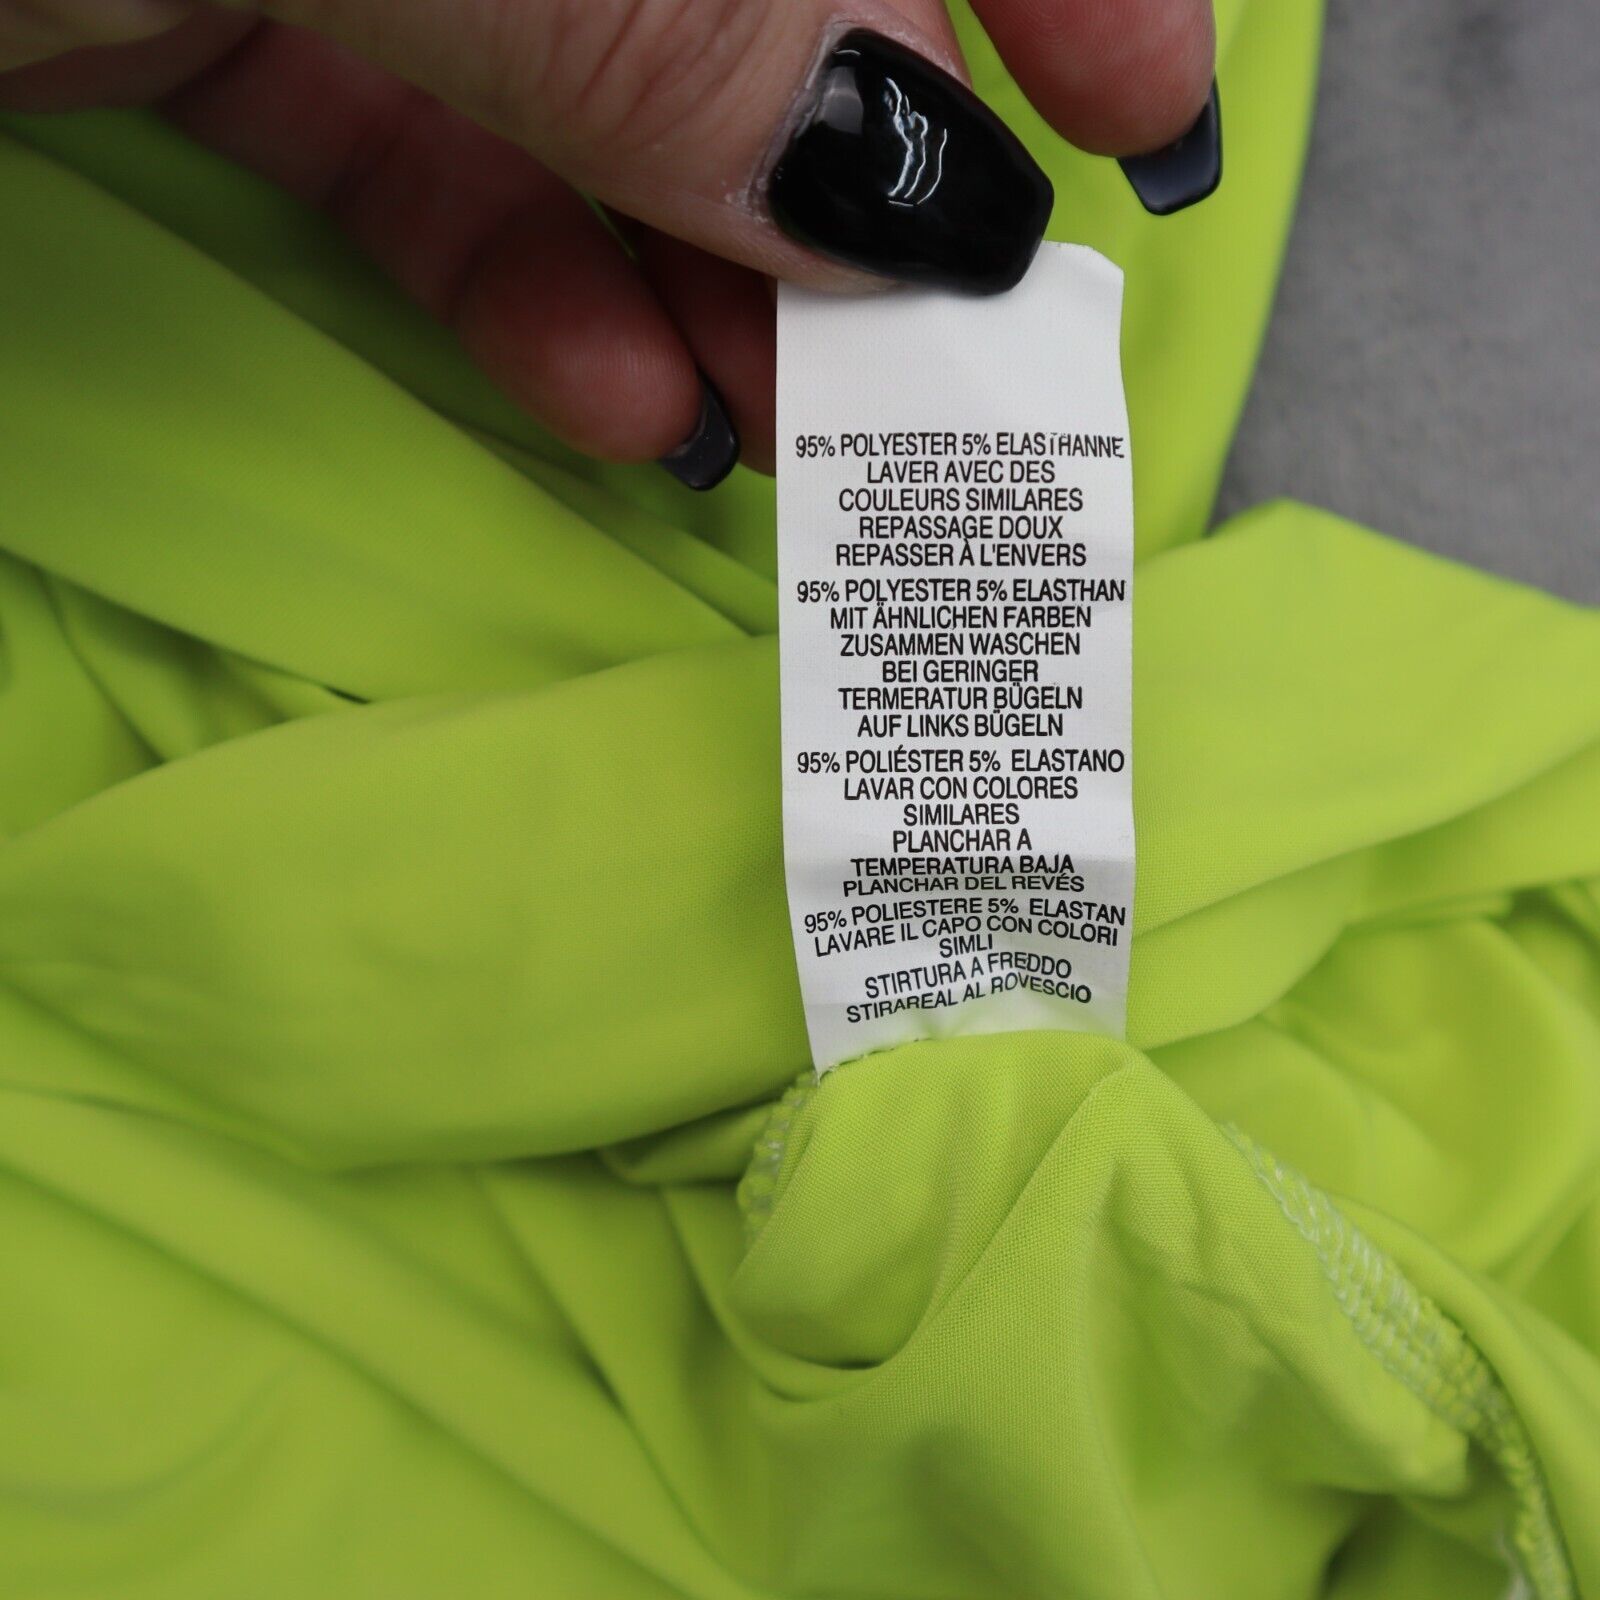 95% POLYESTER 5% ELASTHANNE
LAVER AVEC DES
COULEURS SIMILARES
REPASSAGE DOUX
REPASSER À L'ENVERS
95% POLYESTER 5% ELASTHAN
MIT ÄHNLICHEN FARBEN
ZUSAMMEN WASCHEN
BEI GERINGER
TERMERATUR BÜGELN
AUF LINKS BÜGELN
95% POLIÉSTER 5% ELASTANO
LAVAR CON COLORES
SIMILARES
PLANCHAR A
TEMPERATURA BAJA
PLANCHAR DEL REVÉS
95% POLIESTERE 5% ELASTAN
LAVARE IL CAPO CON COLORI
SIMLI
STIRTURA A FREDDO
STIRAREAL AL ROVESCIO